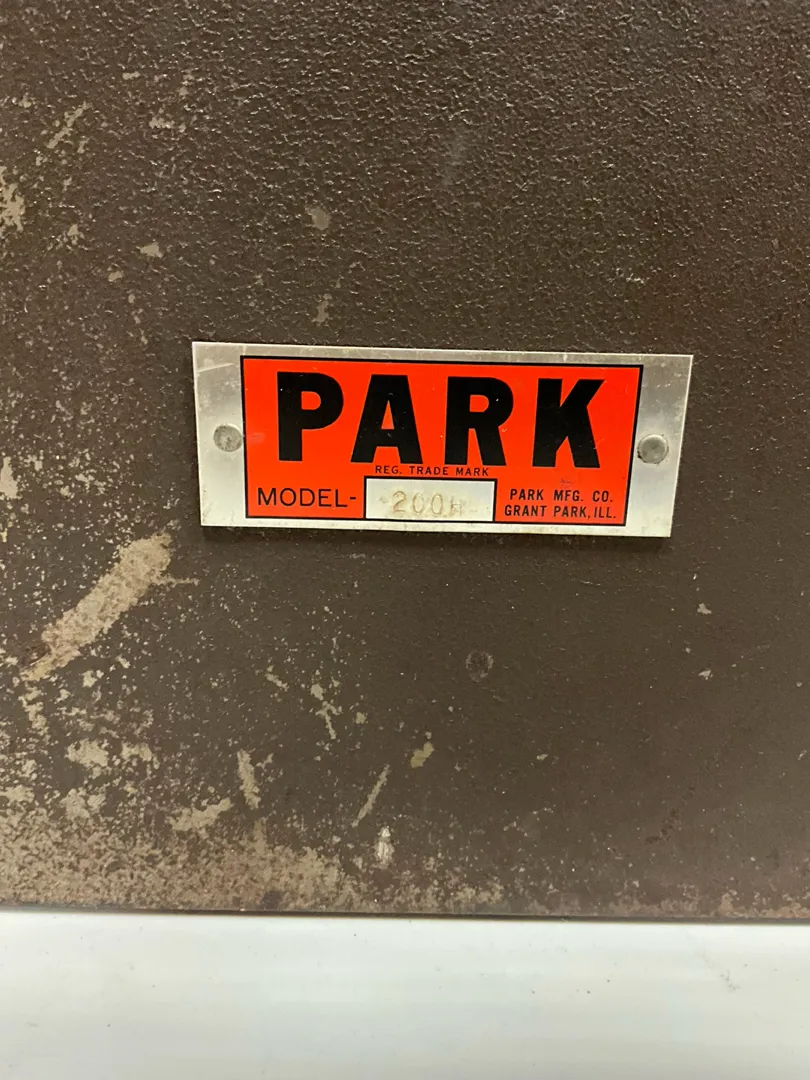 PARK
REG. TRADE MARK
MODEL- 200H
PARK MFG. CO.
GRANT PARK, ILL.